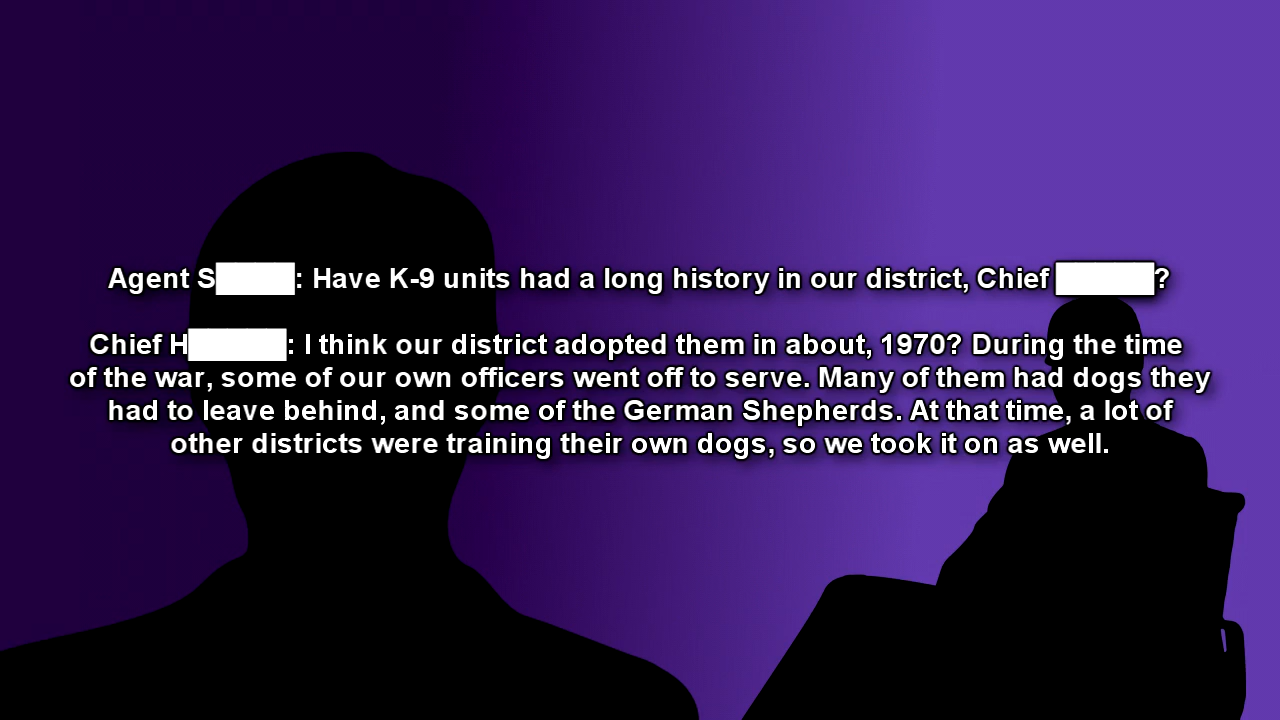 Agent S█████: Have K-9 units had a long history in our district, Chief ██████?
Chief H██████: I think our district adopted them in about, 1970? During the time
of the war, some of our own officers went off to serve. Many of them had dogs they
had to leave behind, and some of the German Shepherds. At that time, a lot of
other districts were training their own dogs, so we took it on as well.